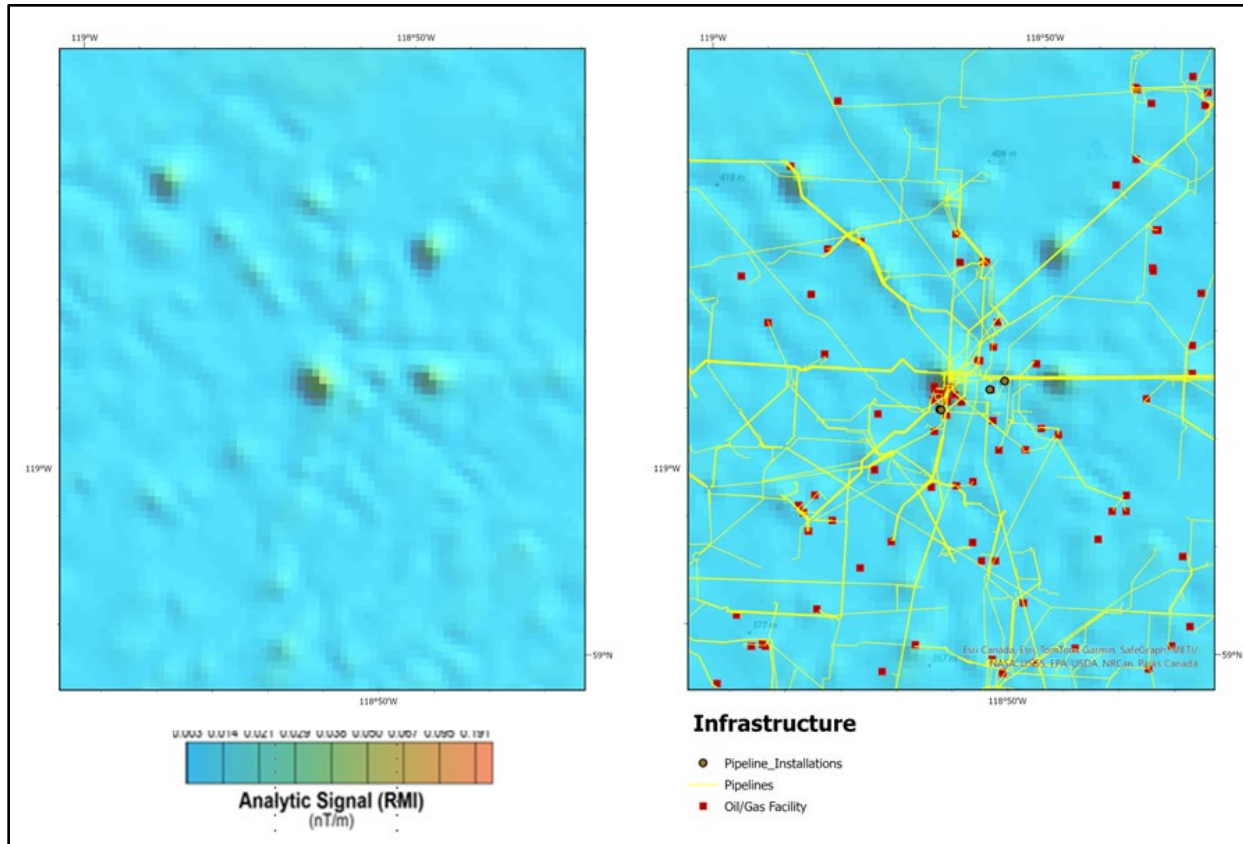 119°W
118°50'W
119°W
118°50'W
406 m
418 m
119°W
119°W
377 m
367 m
Esri Canada, Esri, TomTom, Garmin, SafeGraph, METI/
NASA, USGS, EPA, USDA, NRCan, Parks Canada
59°N
59°N
118°50'W
118°50'W
0.003 0.014 0.021 0.029 0.038 0.050 0.067 0.095 0.191
Analytic Signal (RMI)
(nT/m)
Infrastructure
Pipeline_Installations
Pipelines
Oil/Gas Facility